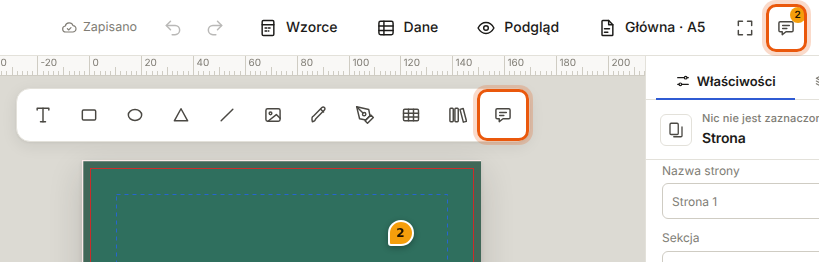 Zapisano Wzorce Dane Podgląd Główna · A5 2
0 -20 0 20 40 60 80 100 120 140 160 180 200
Właściwości
Nic nie jest zaznaczon
Strona
Nazwa strony
Strona 1
Sekcja
2